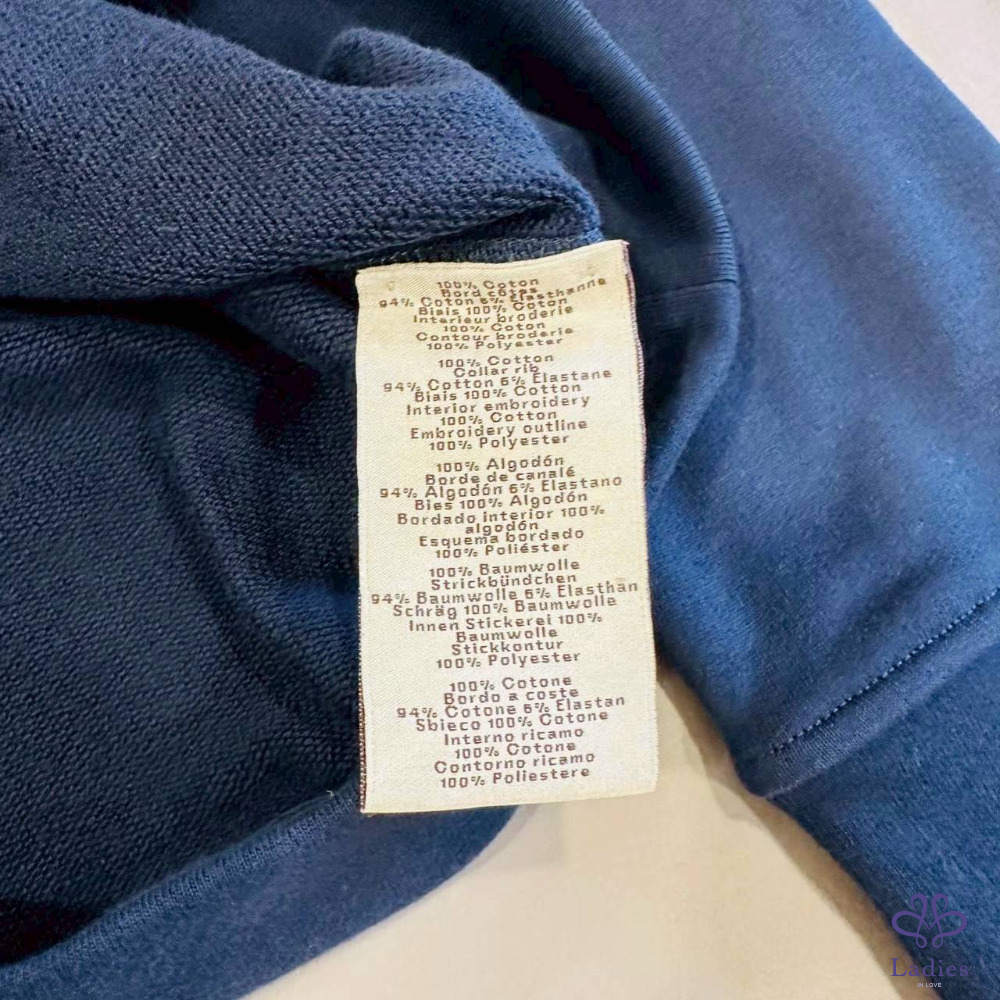 100% Coton
Bord côtes
94% Coton 6% Elasthanne
Biais 100% Coton
Interieur broderie
100% Coton
Contour broderie
100% Polyester
100% Cotton
Collar rib
94% Cotton 6% Elastane
Biais 100% Cotton
Interior embroidery
100% Cotton
Embroidery outline
100% Polyester
100% Algodón
Borde de canalé
94% Algodón 6% Elastano
Bies 100% Algodón
Bordado interior 100%
algodón
Esquema bordado
100% Poliéster
100% Baumwolle
Strickbündchen
94% Baumwolle 6% Elasthan
Schräg 100% Baumwolle
Innen Stickerei 100%
Baumwolle
Stickkontur
100% Polyester
100% Cotone
Bordo a coste
94% Cotone 6% Elastan
Sbieco 100% Cotone
Interno ricamo
100% Cotone
Contorno ricamo
100% Poliestere
Ladies
IN LOVE